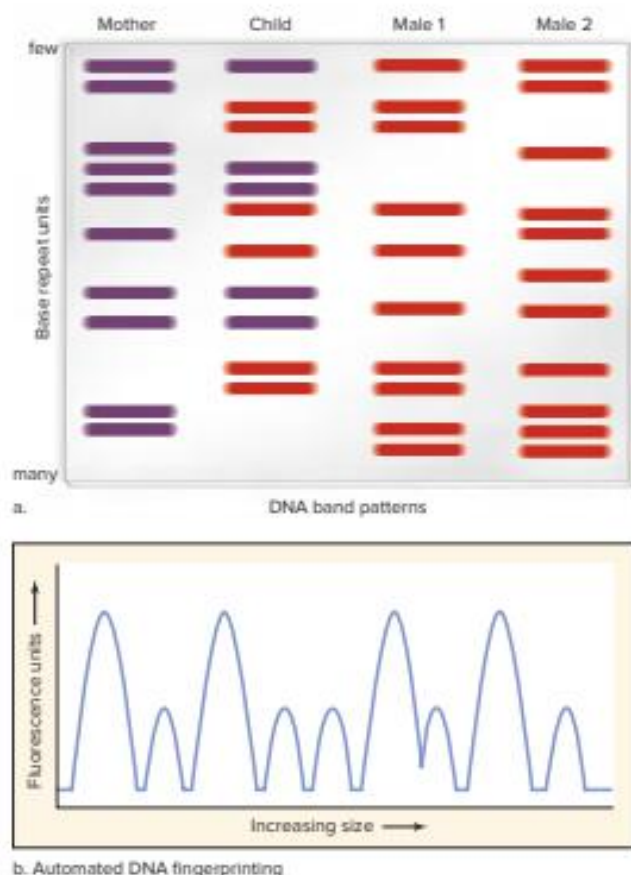 Mother Child Male 1 Male 2
few
Base repeat units
many
a. DNA band patterns
Fluorescence units
Increasing size
b. Automated DNA fingerprinting